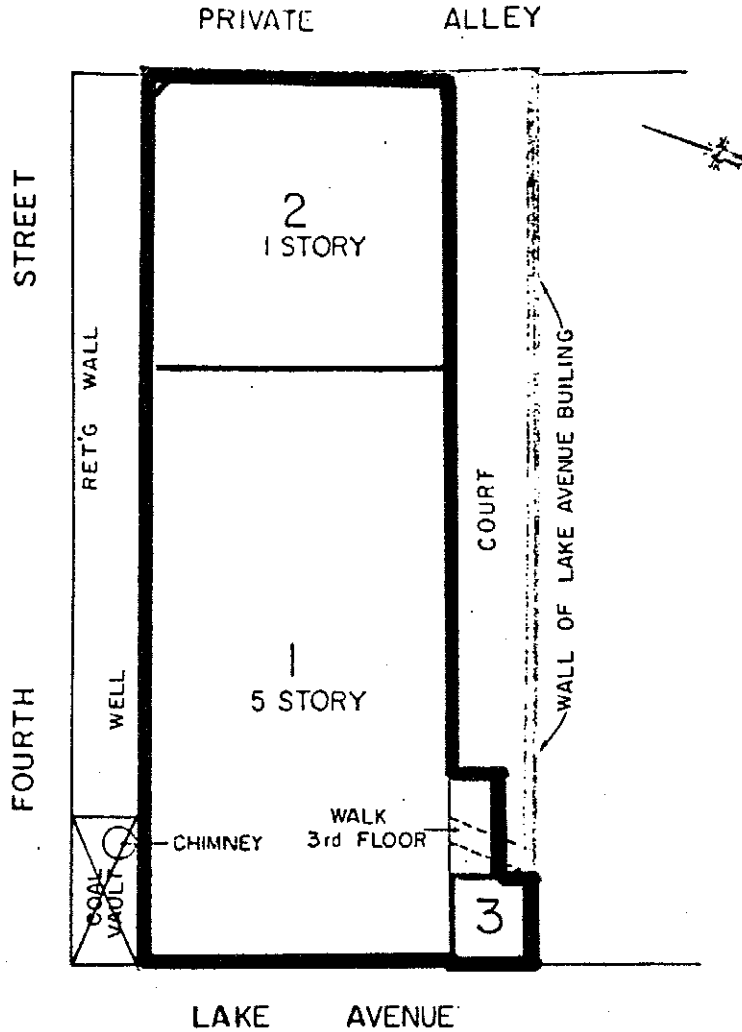 PRIVATE ALLEY
STREET
2
1 STORY
RET'G WALL
WALL OF LAKE AVENUE BUILING
COURT
1
5 STORY
WELL
FOURTH
WALK
3rd FLOOR
CHIMNEY
COAL
VAULT
3
LAKE AVENUE